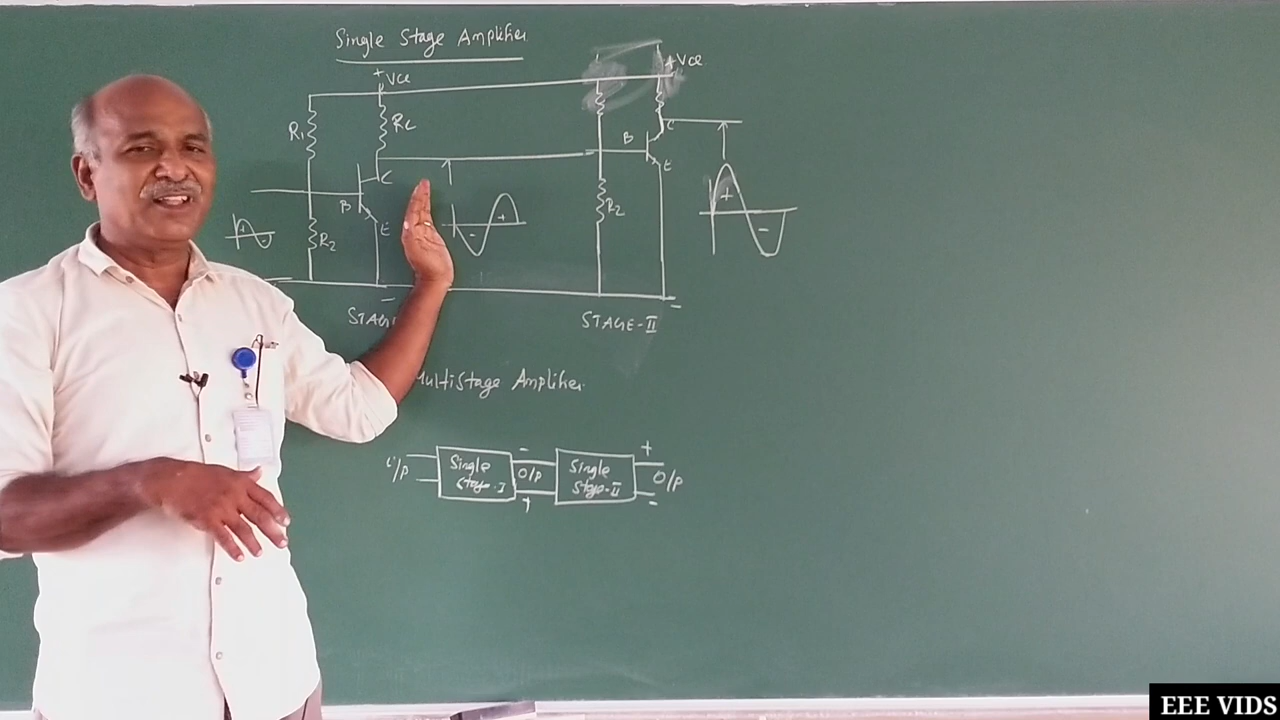 Single Stage Amplifier
+Vcc
+Vcc
R1
Rc
C
B
C
E
B
E
R2
R2
+
-
-
+
+
-
-
-
STAGE-II
Multistage Amplifier
i/p
Single
Stage-I
-
O/P
+
Single
Stage-II
+
O/P
-
EEE VIDS